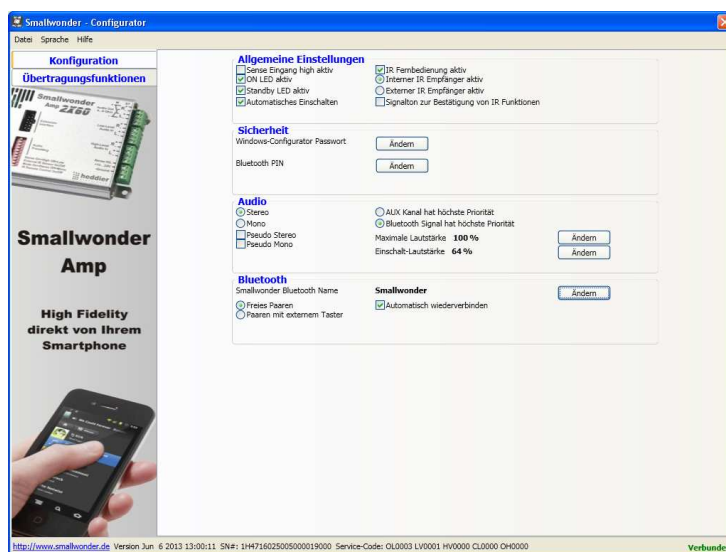 Smallwonder - Configurator
Datei Sprache Hilfe
Konfiguration
Übertragungsfunktionen
Smallwonder
Amp 2X60
heddier
Smallwonder
Amp
High Fidelity
direkt von Ihrem
Smartphone
Allgemeine Einstellungen
Sense Eingang high aktiv
ON LED aktiv
Standby LED aktiv
Automatisches Einschalten
IR Fernbedienung aktiv
Interner IR Empfänger aktiv
Externer IR Empfänger aktiv
Signalton zur Bestätigung von IR Funktionen
Sicherheit
Windows-Configurator Passwort Ändern
Bluetooth PIN Ändern
Audio
Stereo
Mono
Pseudo Stereo
Pseudo Mono
AUX Kanal hat höchste Priorität
Bluetooth Signal hat höchste Priorität
Maximale Lautstärke 100 % Ändern
Einschalt-Lautstärke 64 % Ändern
Bluetooth
Smallwonder Bluetooth Name Smallwonder Ändern
Freies Paaren
Paaren mit externem Taster
Automatisch wiederverbinden
http://www.smallwonder.de Version Jun 6 2013 13:00:11 SN#: 1H4716025005000019000 Service-Code: OL0003 LV0001 HV0000 CL0000 OH0000 Verbunde